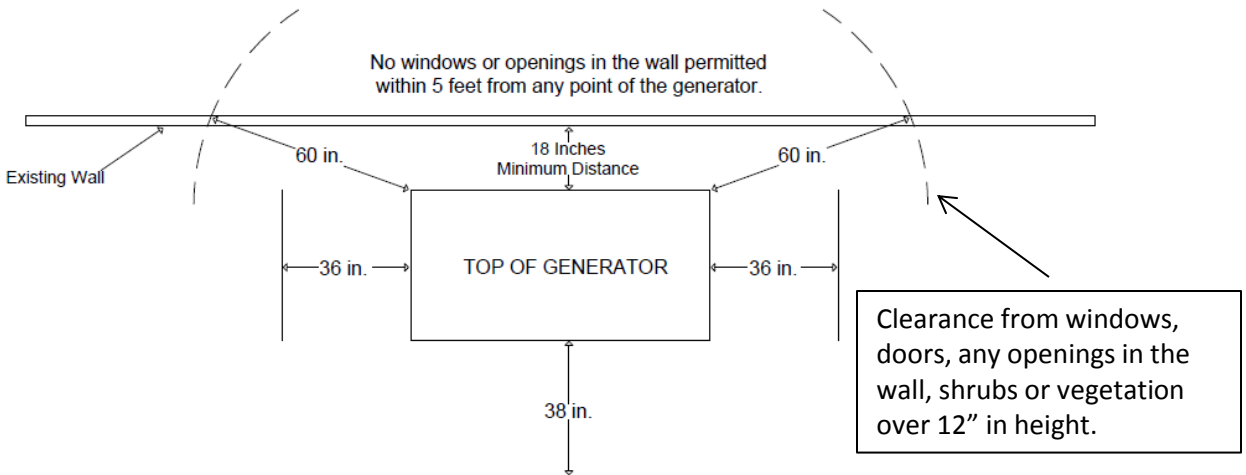 No windows or openings in the wall permitted
within 5 feet from any point of the generator.
60 in.
18 Inches
Minimum Distance
60 in.
Existing Wall
36 in.
TOP OF GENERATOR
36 in.
38 in.
Clearance from windows,
doors, any openings in the
wall, shrubs or vegetation
over 12” in height.